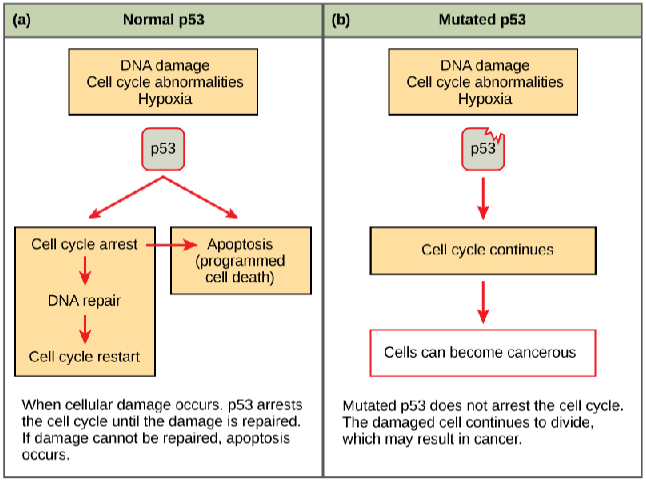 (a) Normal p53
DNA damage
Cell cycle abnormalities
Hypoxia
p53
Cell cycle arrest
DNA repair
Cell cycle restart
Apoptosis
(programmed
cell death)
When cellular damage occurs. p53 arrests
the cell cycle until the damage is repaired.
If damage cannot be repaired, apoptosis
occurs.
(b) Mutated p53
DNA damage
Cell cycle abnormalities
Hypoxia
p53
Cell cycle continues
Cells can become cancerous
Mutated p53 does not arrest the cell cycle.
The damaged cell continues to divide,
which may result in cancer.